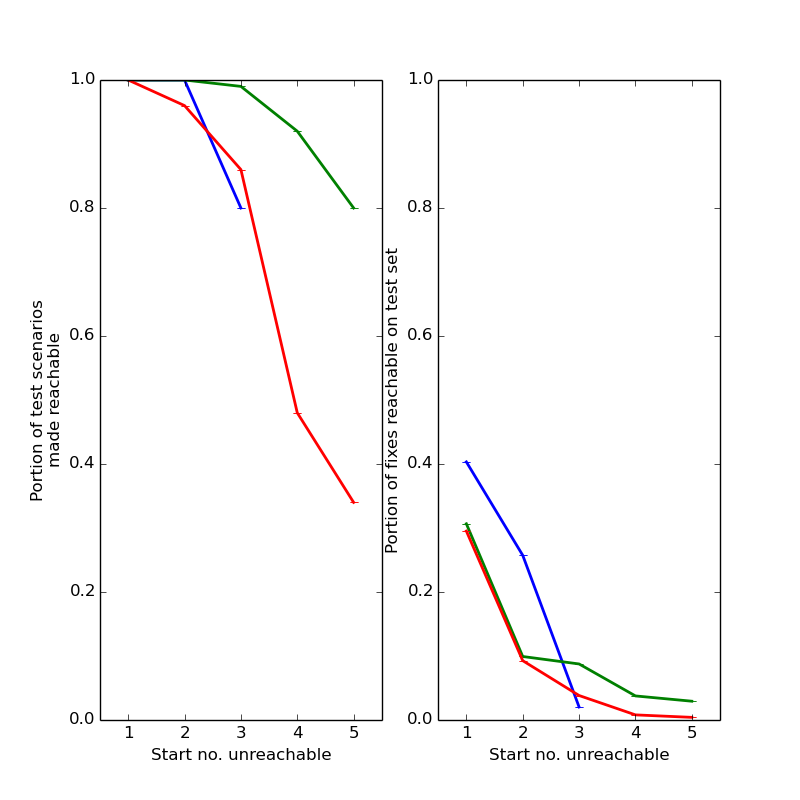 1.0
0.8
0.6
0.4
0.2
0.0
Portion of test scenarios
made reachable
1 2 3 4 5
Start no. unreachable
1.0
0.8
0.6
0.4
0.2
0.0
Portion of fixes reachable on test set
1 2 3 4 5
Start no. unreachable